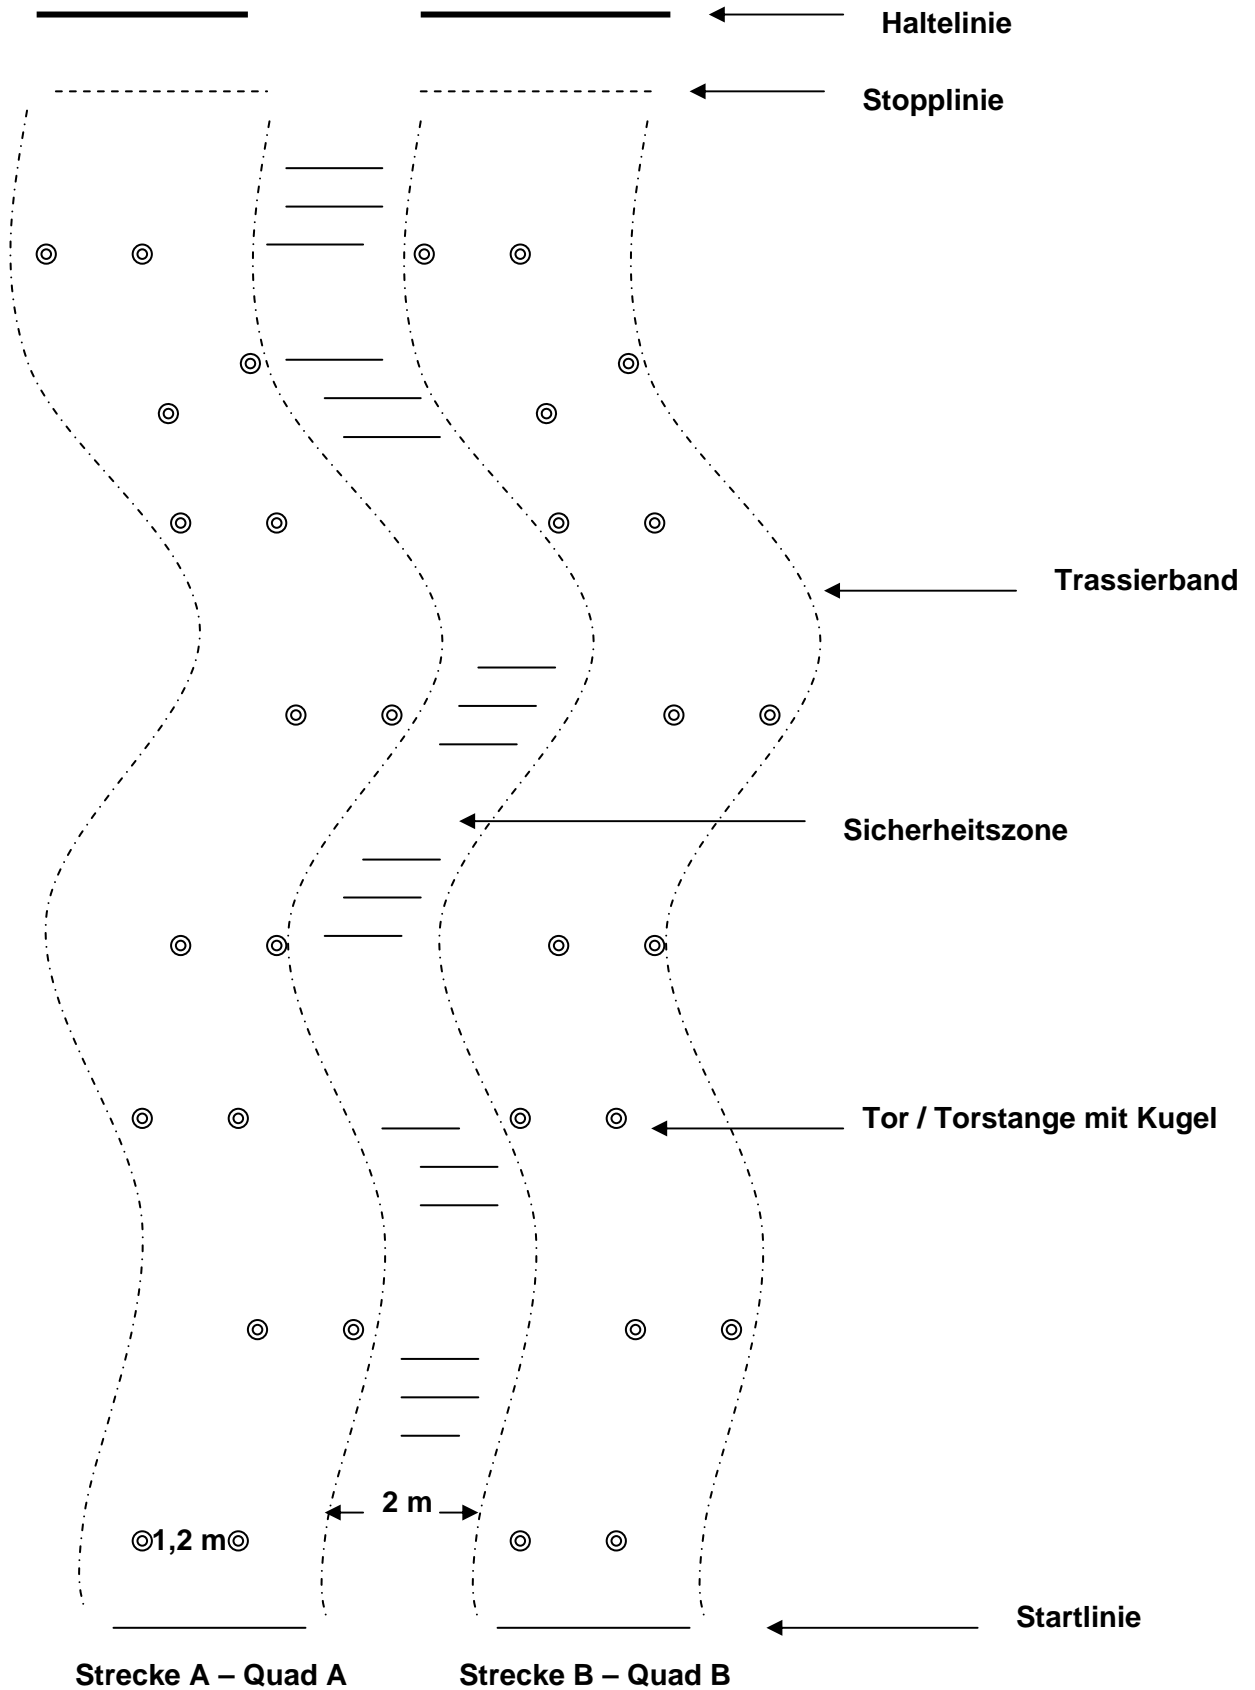 Haltelinie
Stopplinie
Trassierband
Sicherheitszone
Tor / Torstange mit Kugel
2 m
1,2 m
Startlinie
Strecke A – Quad A
Strecke B – Quad B